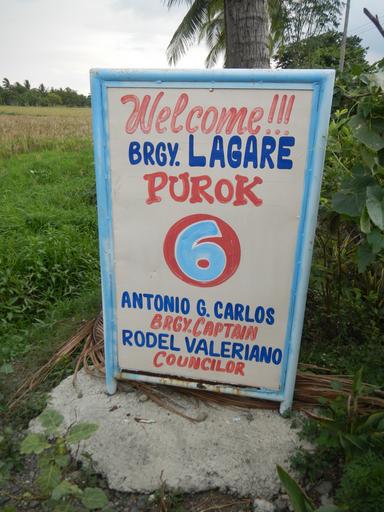 Welcome!!!
BRGY. LAGARE
PUROK
6
ANTONIO G. CARLOS
BRGY. CAPTAIN
RODEL VALERIANO
COUNCILOR